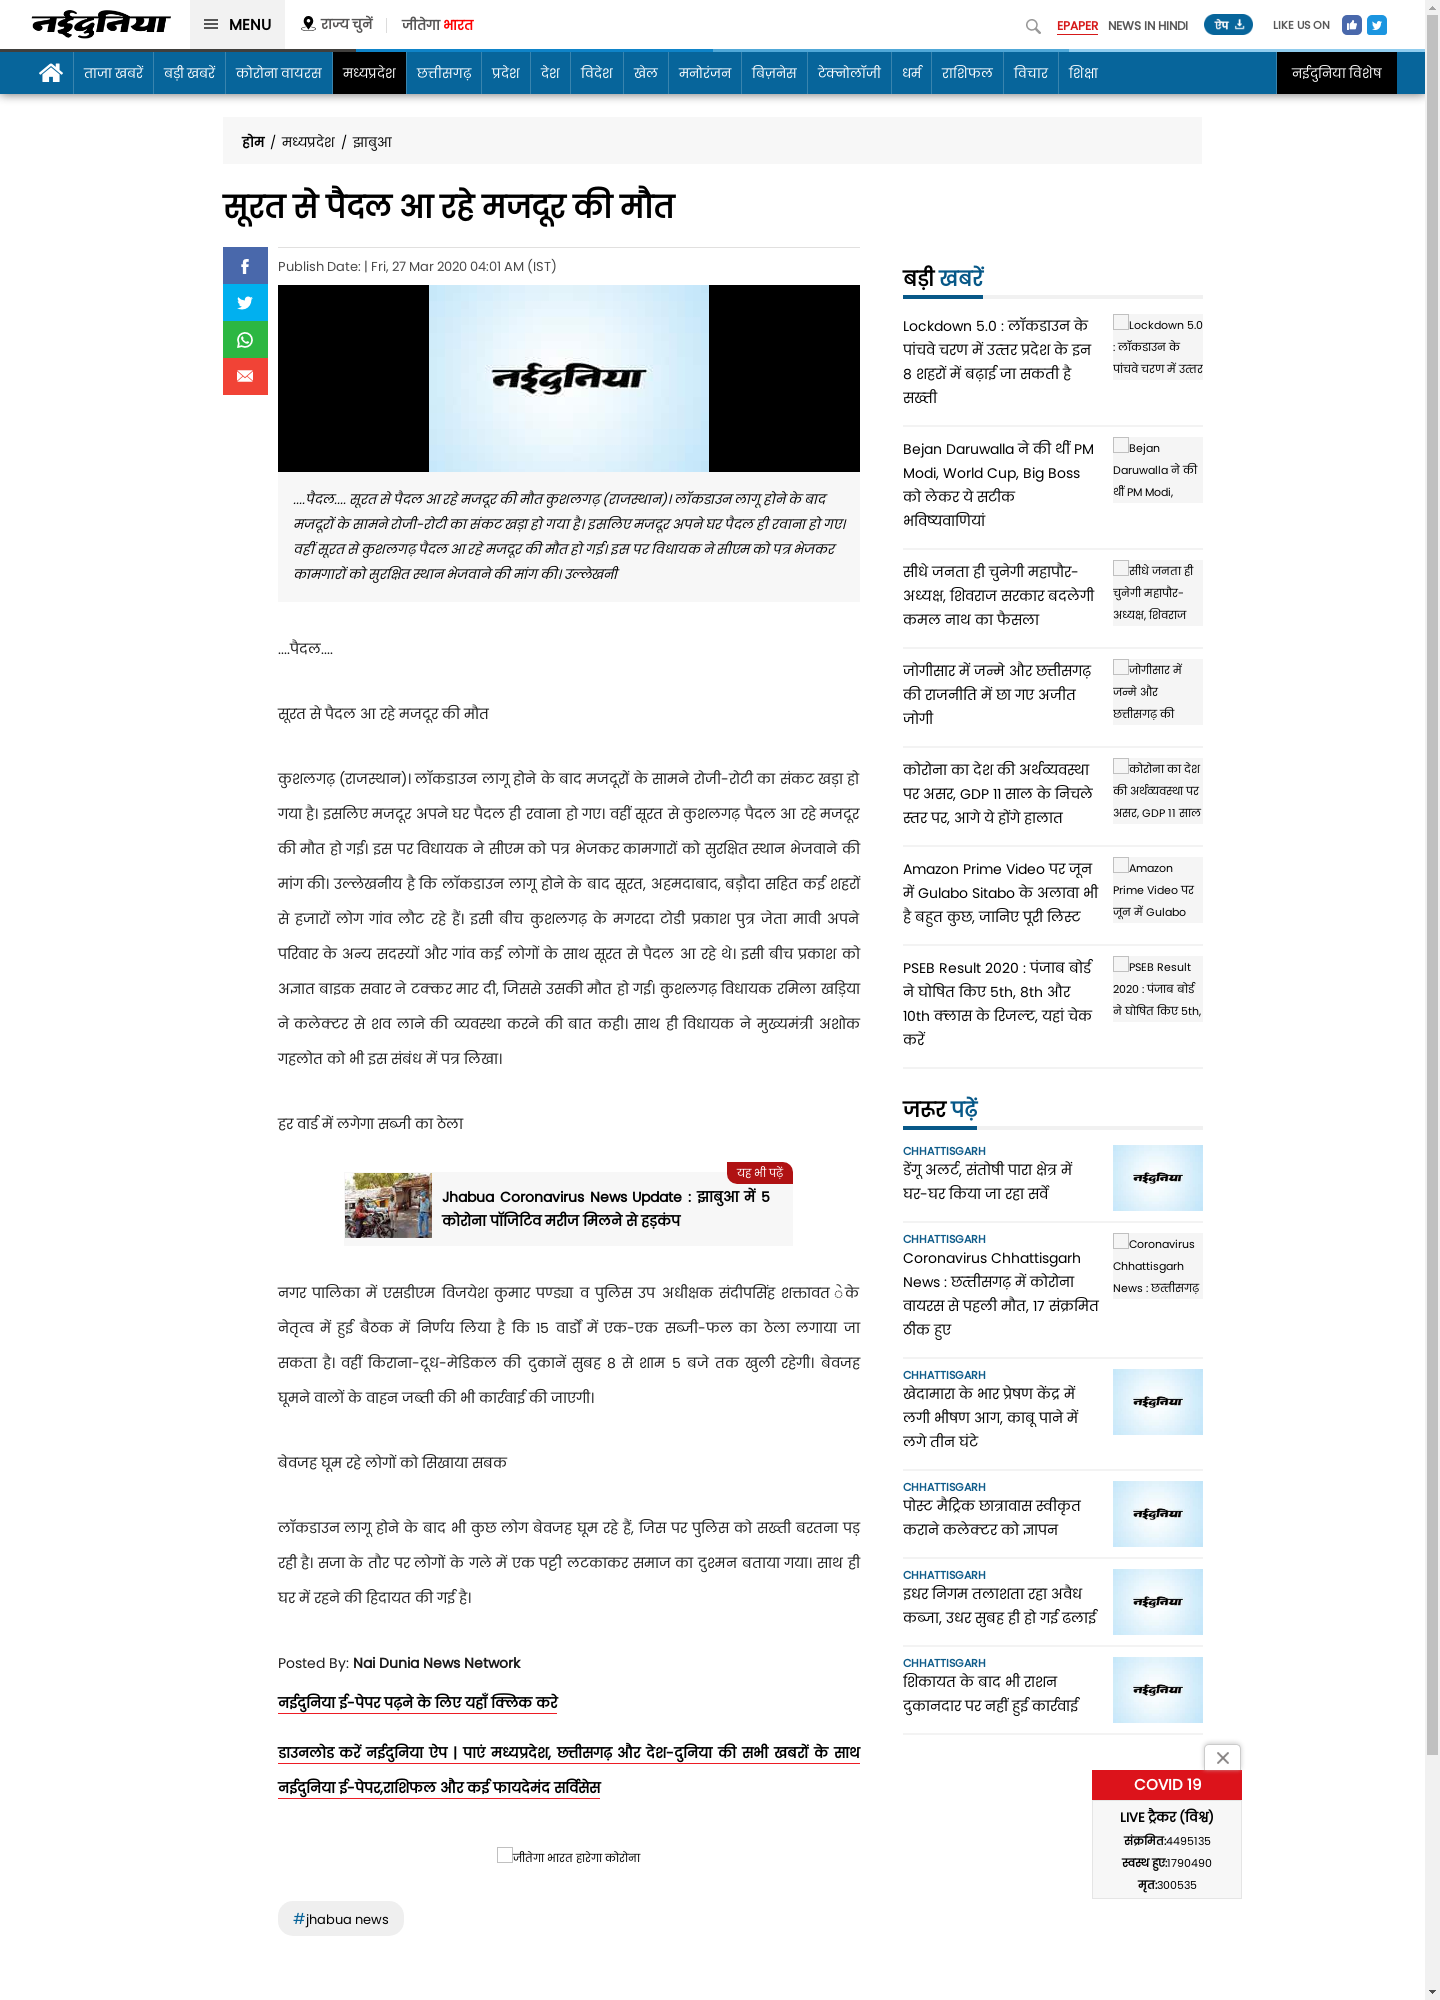 नईदुनिया
MENU
राज्य चुनें
जीतेगा भारत
EPAPER
NEWS IN HINDI
ऐप
LIKE US ON
ताजा खबरें
बड़ी खबरें
कोरोना वायरस
मध्यप्रदेश
छत्तीसगढ़
प्रदेश
देश
विदेश
खेल
मनोरंजन
बिज़नेस
टेक्नोलॉजी
धर्म
राशिफल
विचार
शिक्षा
नईदुनिया विशेष
होम / मध्यप्रदेश / झाबुआ
सूरत से पैदल आ रहे मजदूर की मौत
Publish Date: | Fri, 27 Mar 2020 04:01 AM (IST)
नईदुनिया
....पैदल.... सूरत से पैदल आ रहे मजदूर की मौत कुशलगढ़ (राजस्थान)। लॉकडाउन लागू होने के बाद
मजदूरों के सामने रोजी-रोटी का संकट खड़ा हो गया है। इसलिए मजदूर अपने घर पैदल ही रवाना हो गए।
वहीं सूरत से कुशलगढ़ पैदल आ रहे मजदूर की मौत हो गई। इस पर विधायक ने सीएम को पत्र भेजकर
कामगारों को सुरक्षित स्थान भेजवाने की मांग की। उल्लेखनी
....पैदल....
सूरत से पैदल आ रहे मजदूर की मौत
कुशलगढ़ (राजस्थान)। लॉकडाउन लागू होने के बाद मजदूरों के सामने रोजी-रोटी का संकट खड़ा हो
गया है। इसलिए मजदूर अपने घर पैदल ही रवाना हो गए। वहीं सूरत से कुशलगढ़ पैदल आ रहे मजदूर
की मौत हो गई। इस पर विधायक ने सीएम को पत्र भेजकर कामगारों को सुरक्षित स्थान भेजवाने की
मांग की। उल्लेखनीय है कि लॉकडाउन लागू होने के बाद सूरत, अहमदाबाद, बड़ौदा सहित कई शहरों
से हजारों लोग गांव लौट रहे हैं। इसी बीच कुशलगढ़ के मगरदा टोडी प्रकाश पुत्र जेता मावी अपने
परिवार के अन्य सदस्यों और गांव कई लोगों के साथ सूरत से पैदल आ रहे थे। इसी बीच प्रकाश को
अज्ञात बाइक सवार ने टक्कर मार दी, जिससे उसकी मौत हो गई। कुशलगढ़ विधायक रमिला खड़िया
ने कलेक्टर से शव लाने की व्यवस्था करने की बात कही। साथ ही विधायक ने मुख्यमंत्री अशोक
गहलोत को भी इस संबंध में पत्र लिखा।
हर वार्ड में लगेगा सब्जी का ठेला
यह भी पढ़ें
Jhabua Coronavirus News Update : झाबुआ में 5
कोरोना पॉजिटिव मरीज मिलने से हड़कंप
नगर पालिका में एसडीएम विजयेश कुमार पण्ड्या व पुलिस उप अधीक्षक संदीपसिंह शक्तावत ेके
नेतृत्व में हुई बैठक में निर्णय लिया है कि 15 वार्डों में एक-एक सब्जी-फल का ठेला लगाया जा
सकता है। वहीं किराना-दूध-मेडिकल की दुकानें सुबह 8 से शाम 5 बजे तक खुली रहेगी। बेवजह
घूमने वालों के वाहन जब्ती की भी कार्रवाई की जाएगी।
बेवजह घूम रहे लोगों को सिखाया सबक
लॉकडाउन लागू होने के बाद भी कुछ लोग बेवजह घूम रहे हैं, जिस पर पुलिस को सख्ती बरतना पड़
रही है। सजा के तौर पर लोगों के गले में एक पट्टी लटकाकर समाज का दुश्मन बताया गया। साथ ही
घर में रहने की हिदायत की गई है।
Posted By: Nai Dunia News Network
नईदुनिया ई-पेपर पढ़ने के लिए यहाँ क्लिक करे
डाउनलोड करें नईदुनिया ऐप | पाएं मध्यप्रदेश, छत्तीसगढ़ और देश-दुनिया की सभी खबरों के साथ
नईदुनिया ई-पेपर,राशिफल और कई फायदेमंद सर्विसेस
जीतेगा भारत हारेगा कोरोना
#jhabua news
बड़ी खबरें
Lockdown 5.0 : लॉकडाउन के
पांचवे चरण में उत्तर प्रदेश के इन
8 शहरों में बढ़ाई जा सकती है
सख्ती
Lockdown 5.0
: लॉकडाउन के
पांचवे चरण में उत्तर
Bejan Daruwalla ने की थीं PM
Modi, World Cup, Big Boss
को लेकर ये सटीक
भविष्यवाणियां
Bejan
Daruwalla ने की
थीं PM Modi,
सीधे जनता ही चुनेगी महापौर-
अध्यक्ष, शिवराज सरकार बदलेगी
कमल नाथ का फैसला
सीधे जनता ही
चुनेगी महापौर-
अध्यक्ष, शिवराज
जोगीसार में जन्मे और छत्तीसगढ़
की राजनीति में छा गए अजीत
जोगी
जोगीसार में
जन्मे और
छत्तीसगढ़ की
कोरोना का देश की अर्थव्यवस्था
पर असर, GDP 11 साल के निचले
स्तर पर, आगे ये होंगे हालात
कोरोना का देश
की अर्थव्यवस्था पर
असर, GDP 11 साल
Amazon Prime Video पर जून
में Gulabo Sitabo के अलावा भी
है बहुत कुछ, जानिए पूरी लिस्ट
Amazon
Prime Video पर
जून में Gulabo
PSEB Result 2020 : पंजाब बोर्ड
ने घोषित किए 5th, 8th और
10th क्लास के रिजल्ट, यहां चेक
करें
PSEB Result
2020 : पंजाब बोर्ड
ने घोषित किए 5th,
जरूर पढ़ें
CHHATTISGARH
डेंगू अलर्ट, संतोषी पारा क्षेत्र में
घर-घर किया जा रहा सर्वे
नईदुनिया
CHHATTISGARH
Coronavirus Chhattisgarh
News : छत्तीसगढ़ में कोरोना
वायरस से पहली मौत, 17 संक्रमित
ठीक हुए
Coronavirus
Chhattisgarh
News : छत्तीसगढ़
CHHATTISGARH
खेदामारा के भार प्रेषण केंद्र में
लगी भीषण आग, काबू पाने में
लगे तीन घंटे
नईदुनिया
CHHATTISGARH
पोस्ट मैट्रिक छात्रावास स्वीकृत
कराने कलेक्टर को ज्ञापन
नईदुनिया
CHHATTISGARH
इधर निगम तलाशता रहा अवैध
कब्जा, उधर सुबह ही हो गई ढलाई
नईदुनिया
CHHATTISGARH
शिकायत के बाद भी राशन
दुकानदार पर नहीं हुई कार्रवाई
नईदुनिया
COVID 19
LIVE ट्रैकर (विश्व)
संक्रमित:4495135
स्वस्थ हुए:1790490
मृत:300535